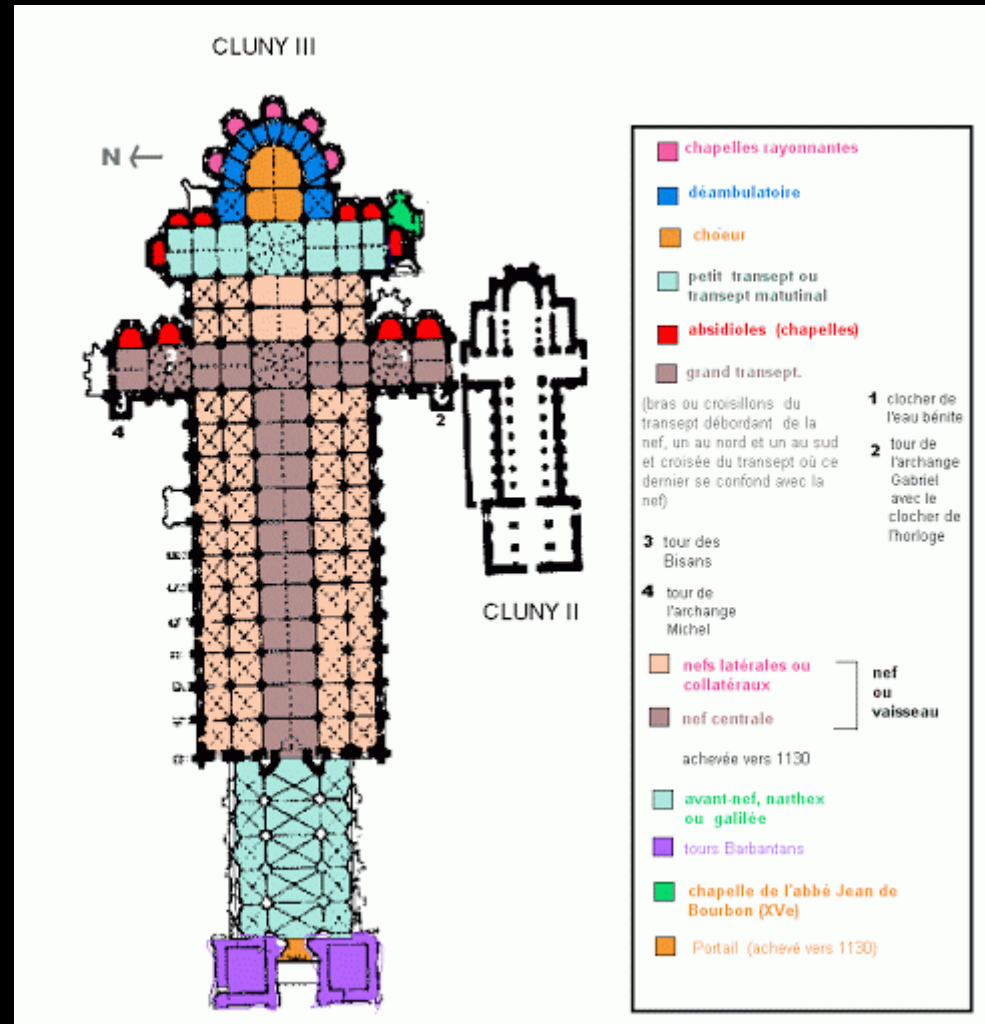 CLUNY III
N
3
1
4
2
CLUNY II
chapelles rayonnantes
déambulatoire
choeur
petit transept ou
transept matutinal
absidioles (chapelles)
grand transept.
(bras ou croisillons du
transept débordant de la
nef, un au nord et un au sud
et croisée du transept où ce
dernier se confond avec la
nef)
1 clocher de
l'eau bénite
2 tour de
l'archange
Gabriel
avec le
clocher de
l'horloge
3 tour des
Bisans
4 tour de
l'archange
Michel
nefs latérales ou
collatéraux
nef centrale
nef
ou
vaisseau
achevée vers 1130
avant-nef, narthex
ou galilée
tours Barbantans
chapelle de l'abbé Jean de
Bourbon (XVe)
Portail (achevé vers 1130)